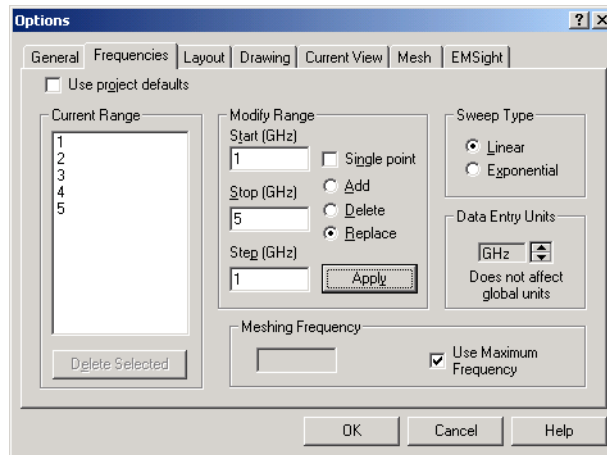 Options
General Frequencies Layout Drawing Current View Mesh EMSight
Use project defaults
Current Range
1
2
3
4
5
Delete Selected
Modify Range
Start (GHz)
1
Single point
Stop (GHz)
5
Add
Delete
Replace
Step (GHz)
1
Apply
Sweep Type
Linear
Exponential
Data Entry Units
GHz
Does not affect
global units
Meshing Frequency
Use Maximum
Frequency
OK Cancel Help